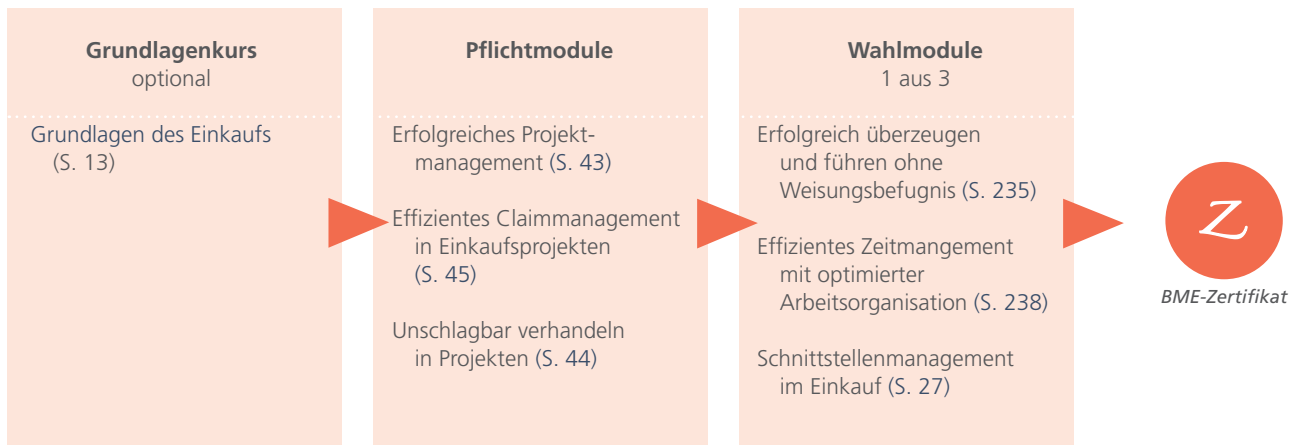 Grundlagenkurs
optional
Grundlagen des Einkaufs
(S. 13)
Pflichtmodule
Erfolgreiches Projekt-
management (S. 43)
Effizientes Claimmanagement
in Einkaufsprojekten
(S. 45)
Unschlagbar verhandeln
in Projekten (S. 44)
Wahlmodule
1 aus 3
Erfolgreich überzeugen
und führen ohne
Weisungsbefugnis (S. 235)
Effizientes Zeitmangement
mit optimierter
Arbeitsorganisation (S. 238)
Schnittstellenmanagement
im Einkauf (S. 27)
Z
BME-Zertifikat